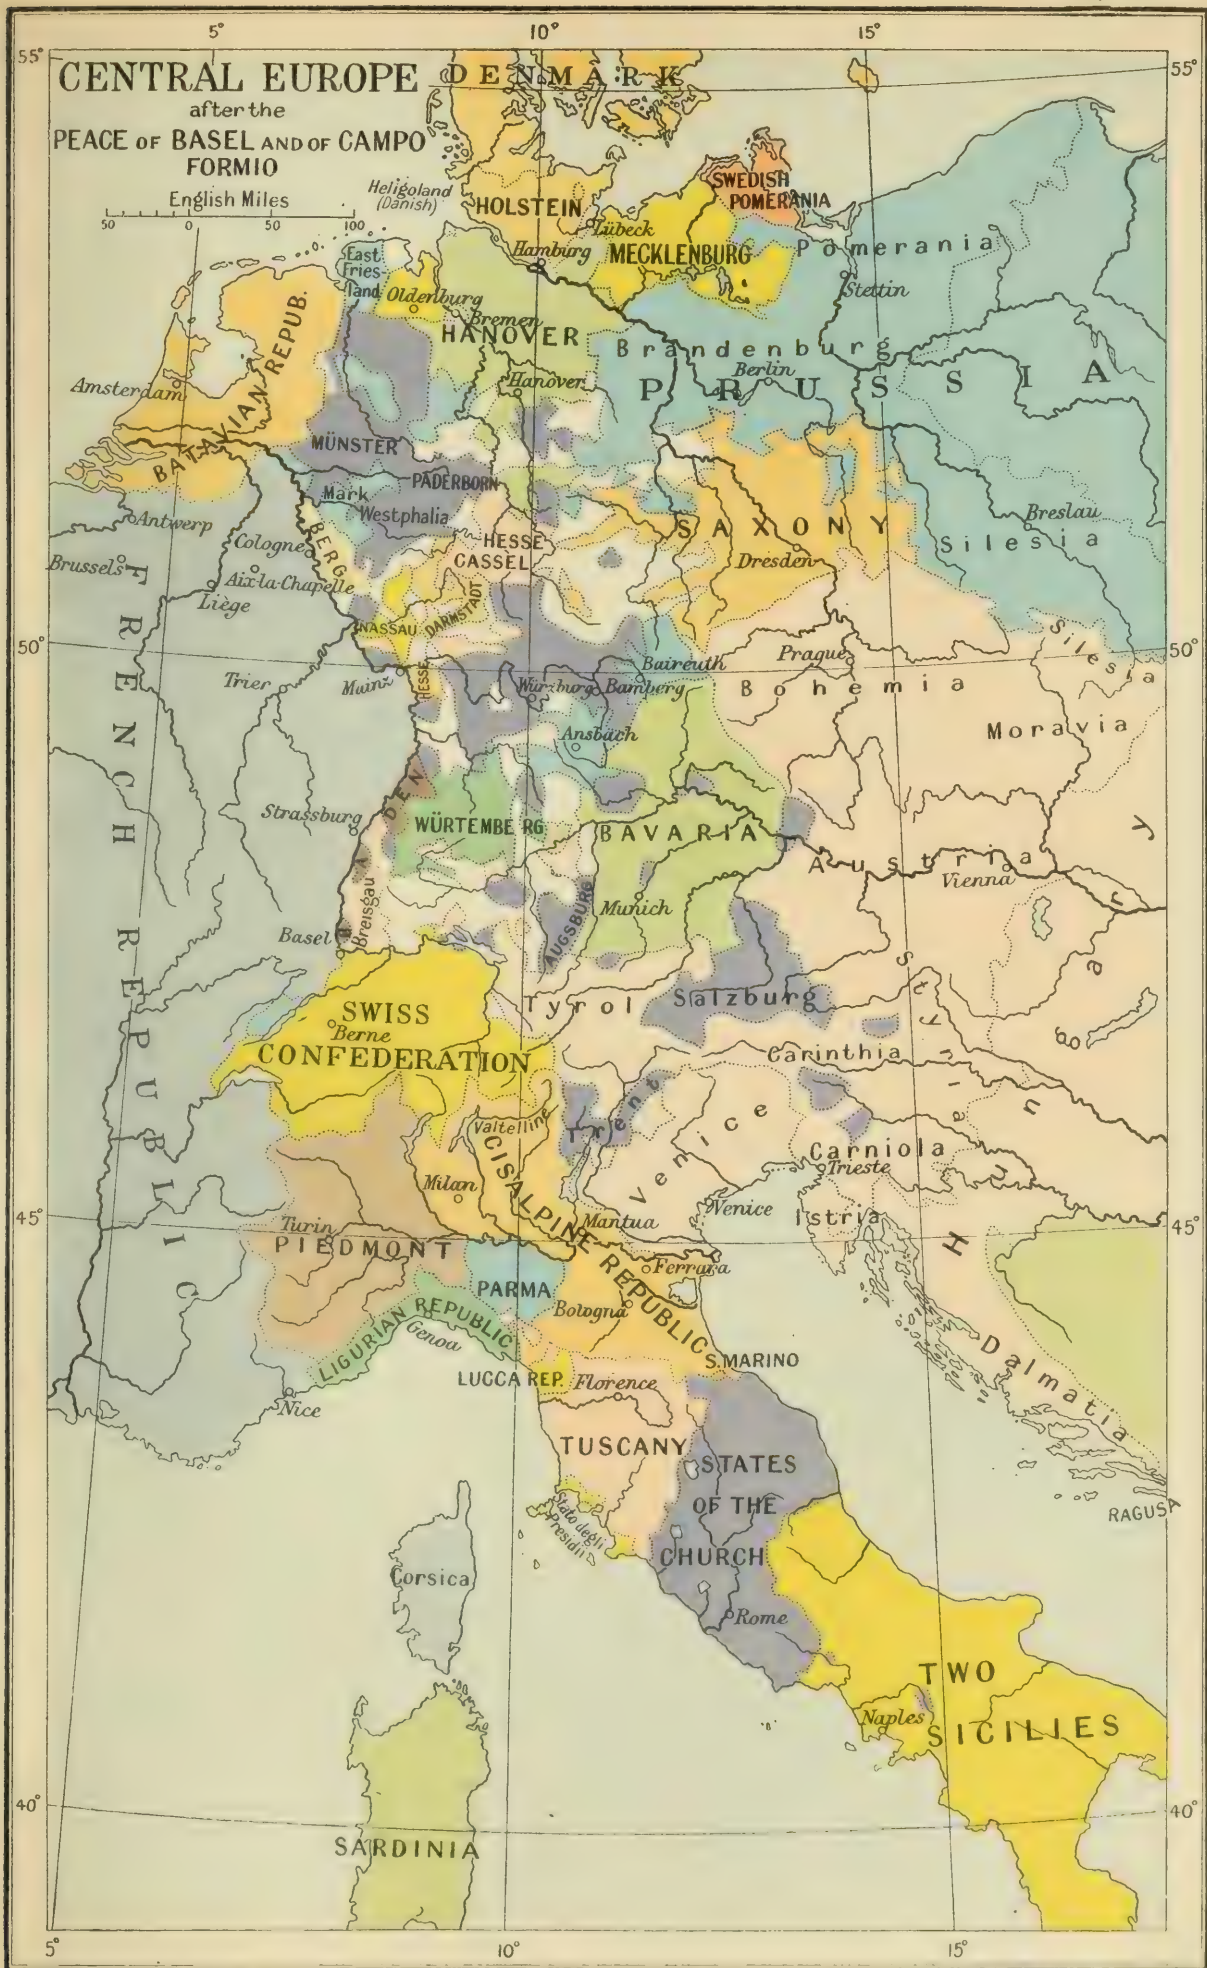 5° 10° 15°
55° 55°
CENTRAL EUROPE
after the
PEACE OF BASEL AND OF CAMPO
FORMIO
English Miles
50 0 50 100
DENMARK
Heligoland
(Danish)
HOLSTEIN
Lübeck
Hamburg
MECKLENBURG
SWEDISH
POMERANIA
Pomerania
Stettin
East
Fries-
land
Oldenburg
Bremen
HANOVER
Hanover
Brandenburg
Berlin
PRUSSIA
BATAVIAN REPUB.
Amsterdam
MÜNSTER
PADERBORN
Mark
Westphalia
BERG
HESSE
CASSEL
SAXONY
Dresden
Breslau
Silesia
Antwerp
Brussels
Cologne
Aix-la-Chapelle
Liège
NASSAU
HESSE DARMSTADT
50° 50°
Trier
Mainz
Würzburg
Bamberg
Baireuth
Prague
Bohemia
Silesia
Moravia
Ansbach
FRENCH REPUBLIC
Strassburg
BADEN
WÜRTEMBERG
BAVARIA
Austria
Vienna
Breisgau
Basel
AUGSBURG
Munich
Hungary
SWISS
CONFEDERATION
Berne
Tyrol
Salzburg
Styria
Carinthia
Valtelline
Trent
Venice
Carniola
Trieste
CISALPINE REPUBLIC
Milan
Mantua
Venice
Istria
45° 45°
Turin
PIEDMONT
PARMA
Ferrara
Bologna
LIGURIAN REPUBLIC
Genoa
S. MARINO
LUCCA REP.
Florence
Dalmatia
Nice
TUSCANY
STATES
OF THE
CHURCH
Stato degli
Presidii
RAGUSA
Corsica
Rome
TWO
SICILIES
Naples
40° 40°
SARDINIA
5° 10° 15°